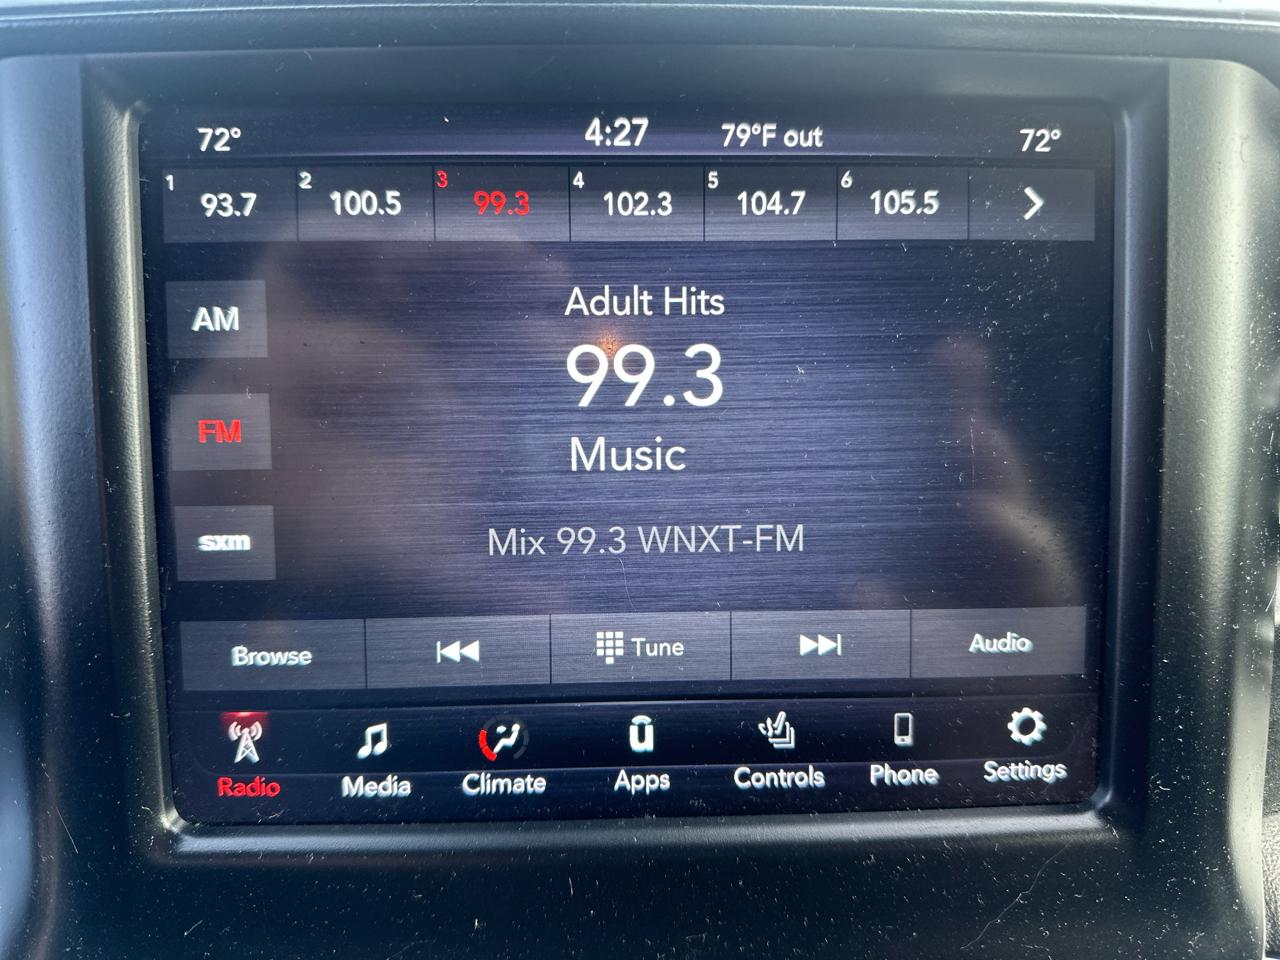 72° 4:27 79°F out 72°
1 93.7 2 100.5 3 99.3 4 102.3 5 104.7 6 105.5
Adult Hits
AM
99.3
FM
Music
sxm
Mix 99.3 WNXT-FM
Browse Tune Audio
Radio Media Climate Apps Controls Phone Settings